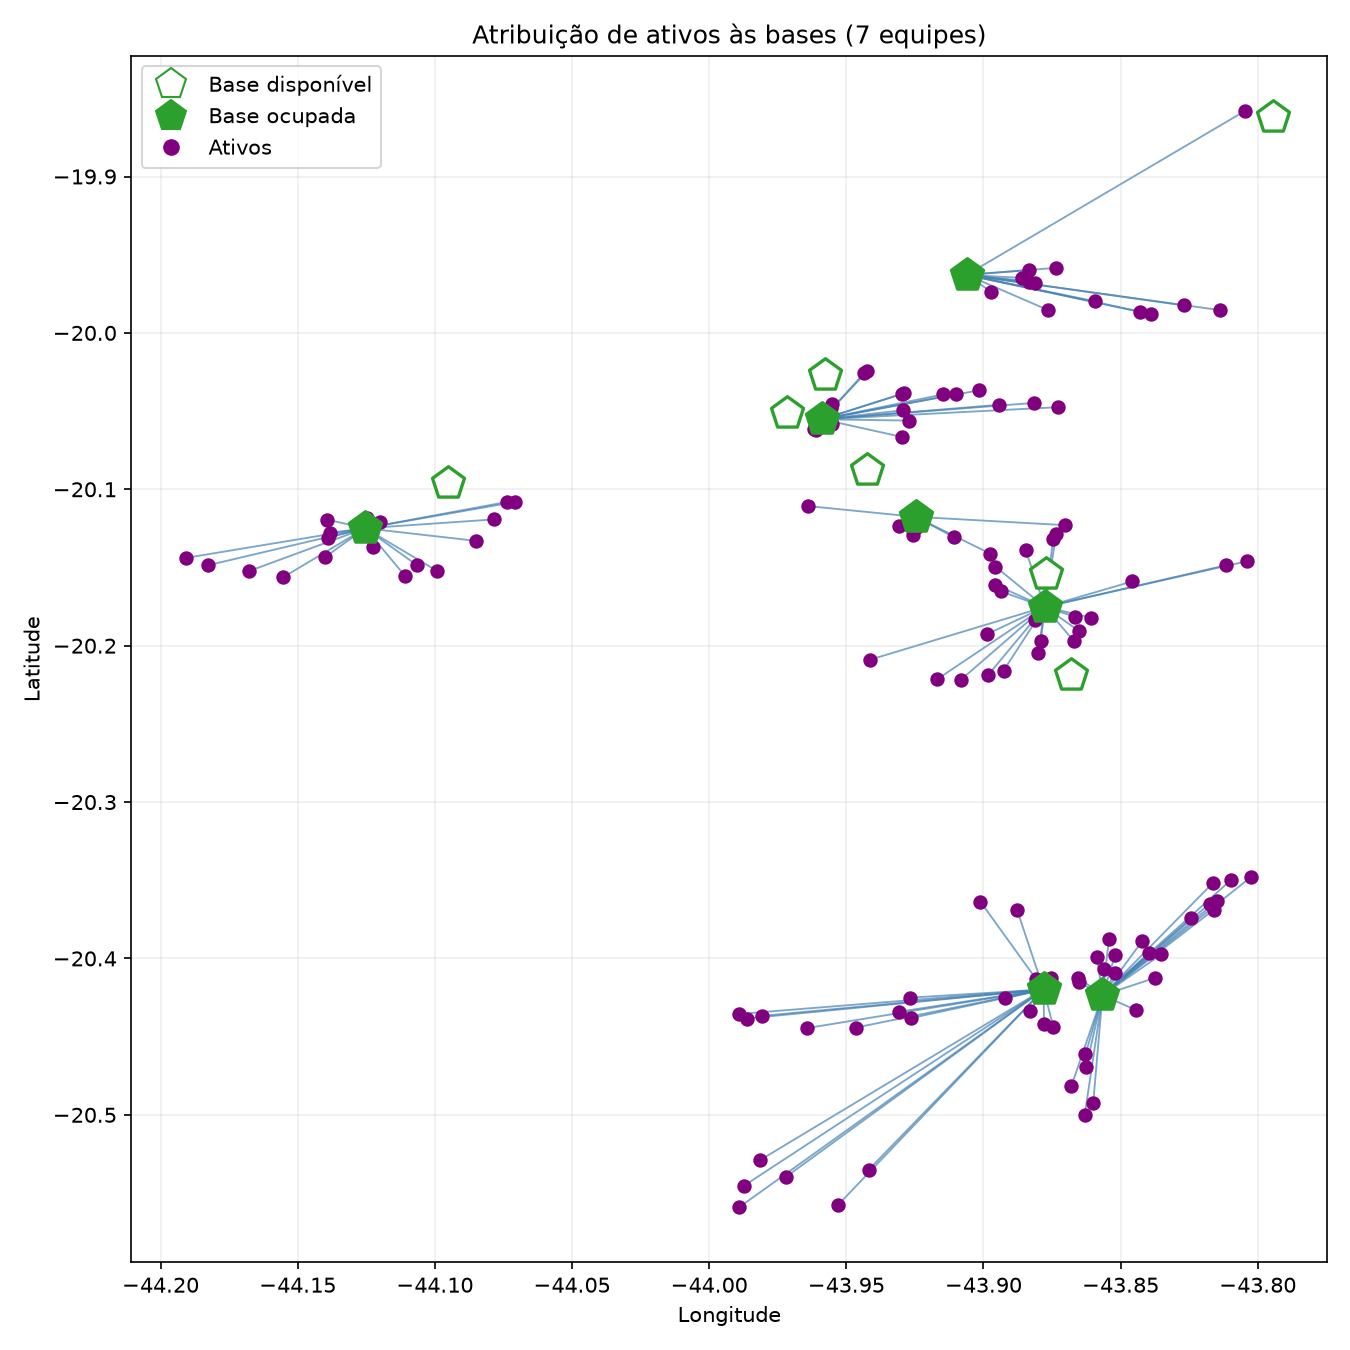 Atribuição de ativos às bases (7 equipes)
Base disponível
Base ocupada
Ativos
−19.9
−20.0
−20.1
−20.2
−20.3
−20.4
−20.5
Latitude
−44.20
−44.15
−44.10
−44.05
−44.00
−43.95
−43.90
−43.85
−43.80
Longitude